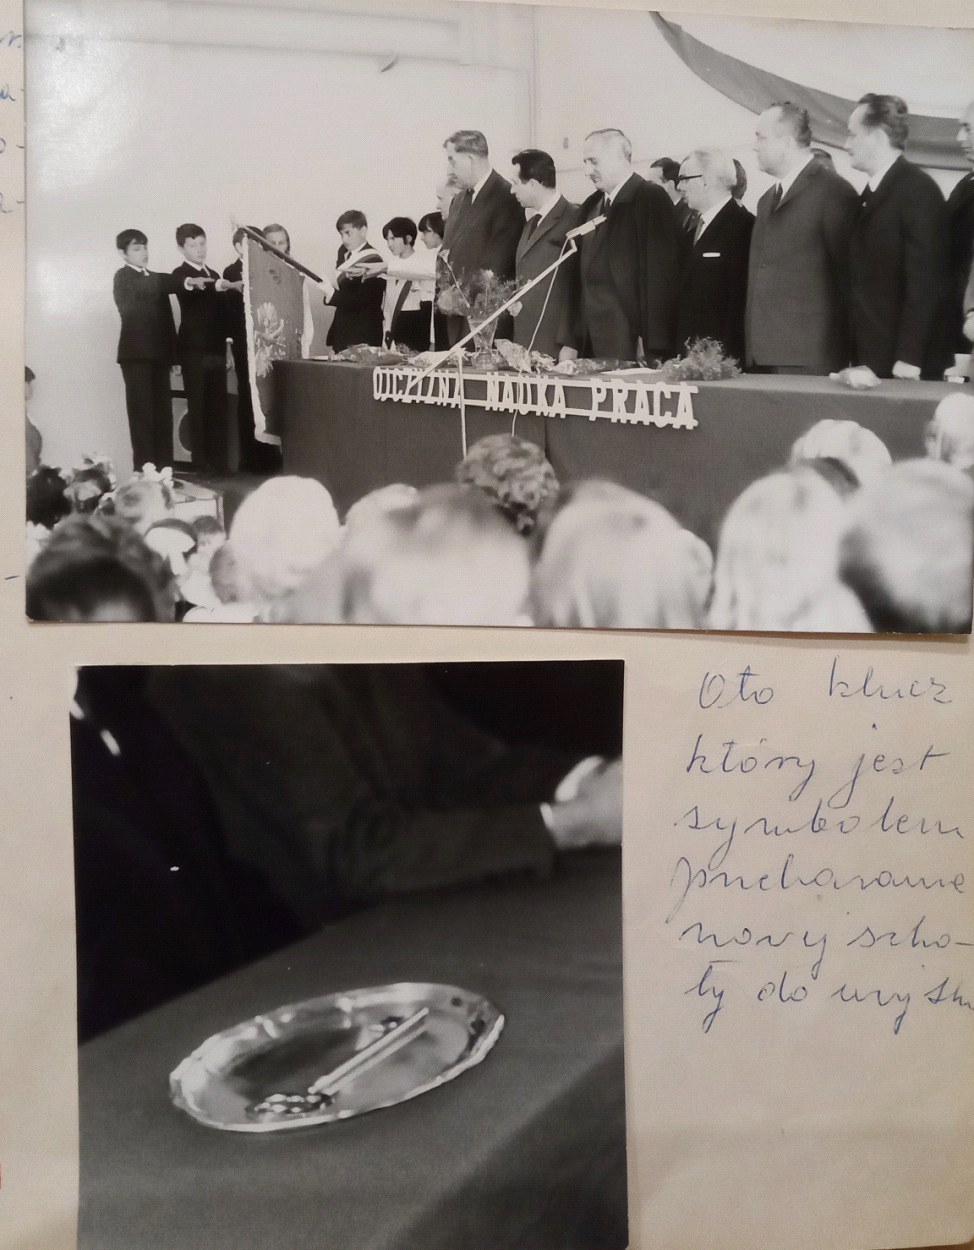 OJCZYZNA NAUKA PRACA
Oto klucz
który jest
symbolem
przekazania
nowej szko-
ły do użytku